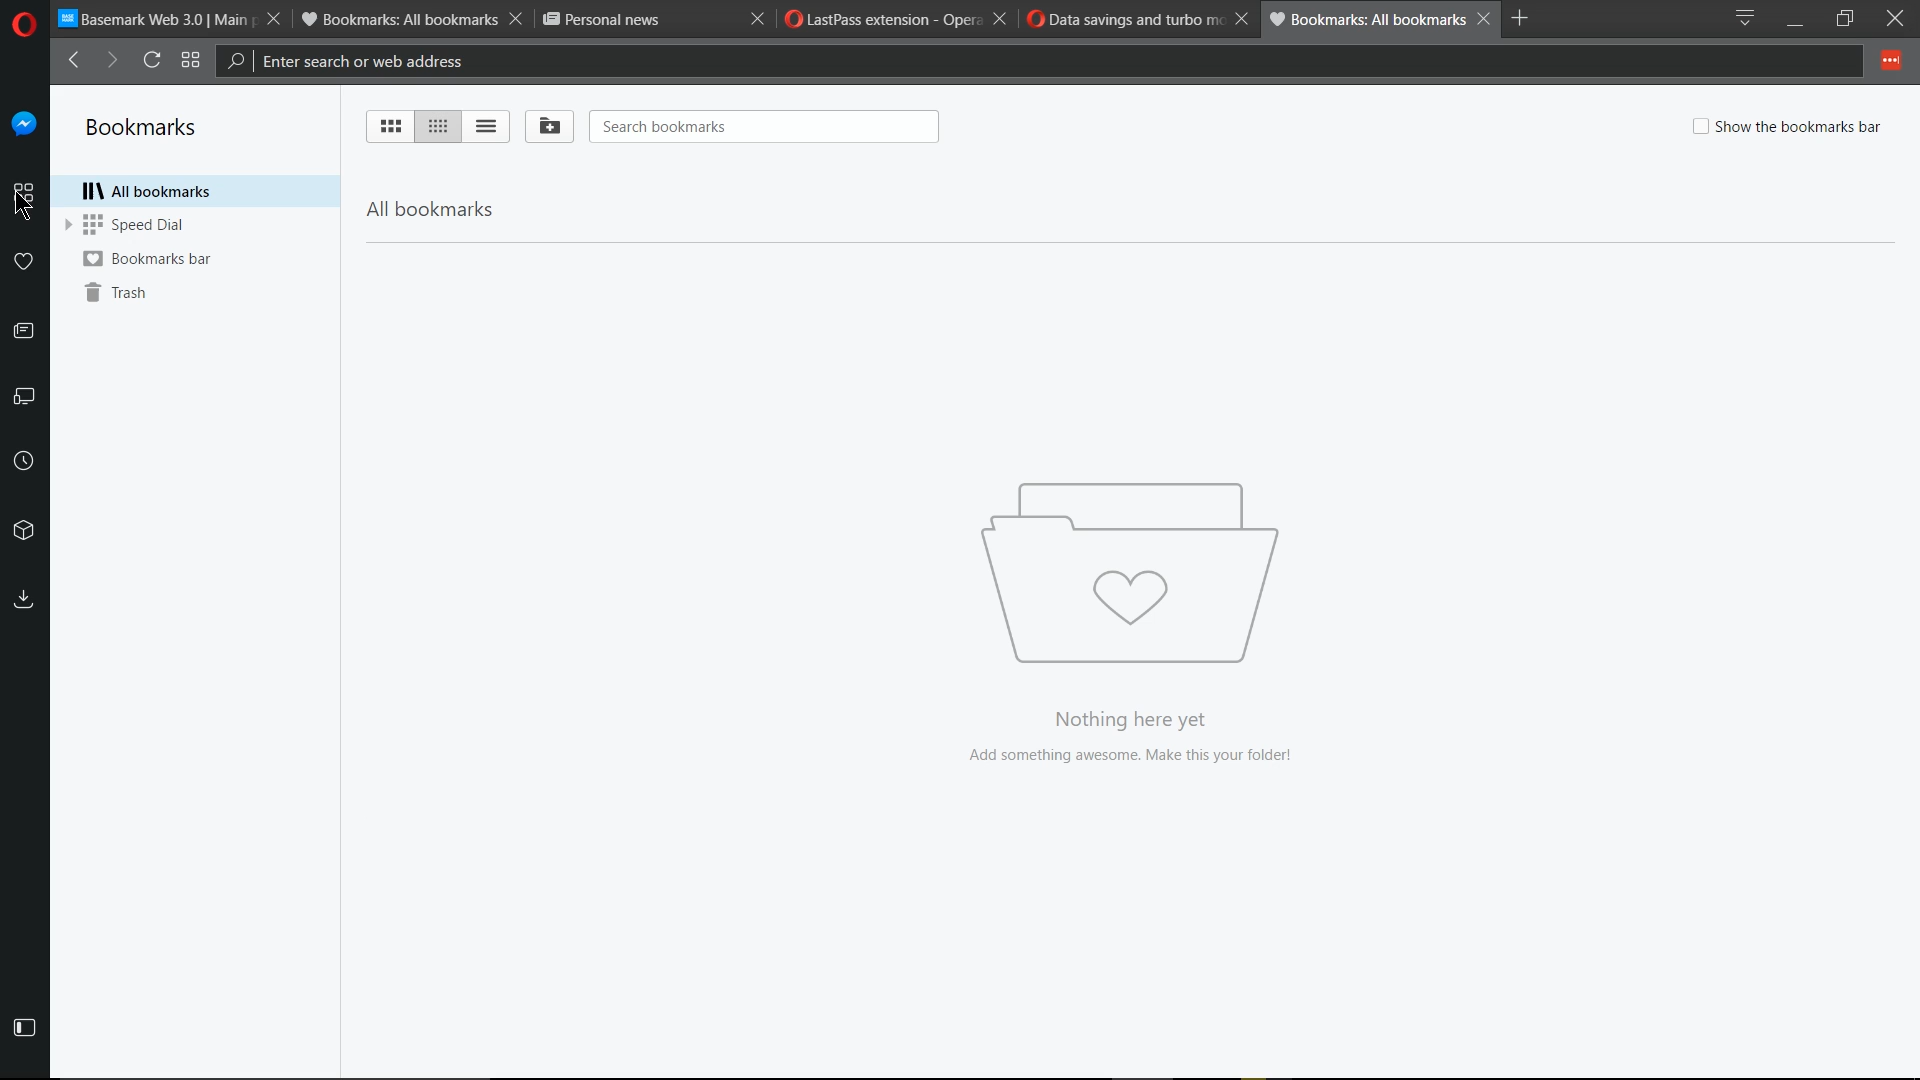 Basemark Web 3.0 | Main p
Bookmarks: All bookmarks
Personal news
LastPass extension - Opera
Data savings and turbo mo
Bookmarks: All bookmarks
Enter search or web address
Bookmarks
Search bookmarks
Show the bookmarks bar
All bookmarks
Speed Dial
Bookmarks bar
Trash
All bookmarks
Nothing here yet
Add something awesome. Make this your folder!